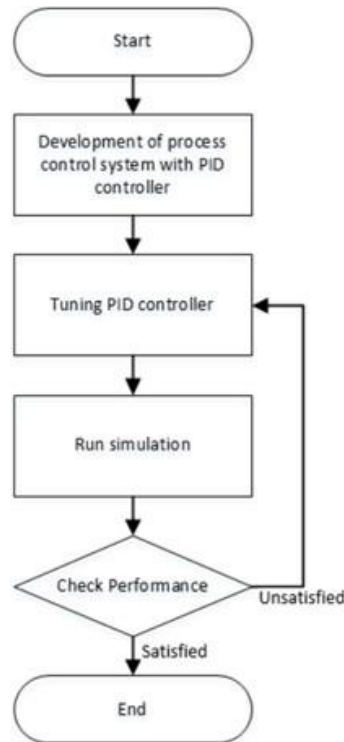 Start
Development of process
control system with PID
controller
Tuning PID controller
Run simulation
Check Performance
Unsatisfied
Satisfied
End